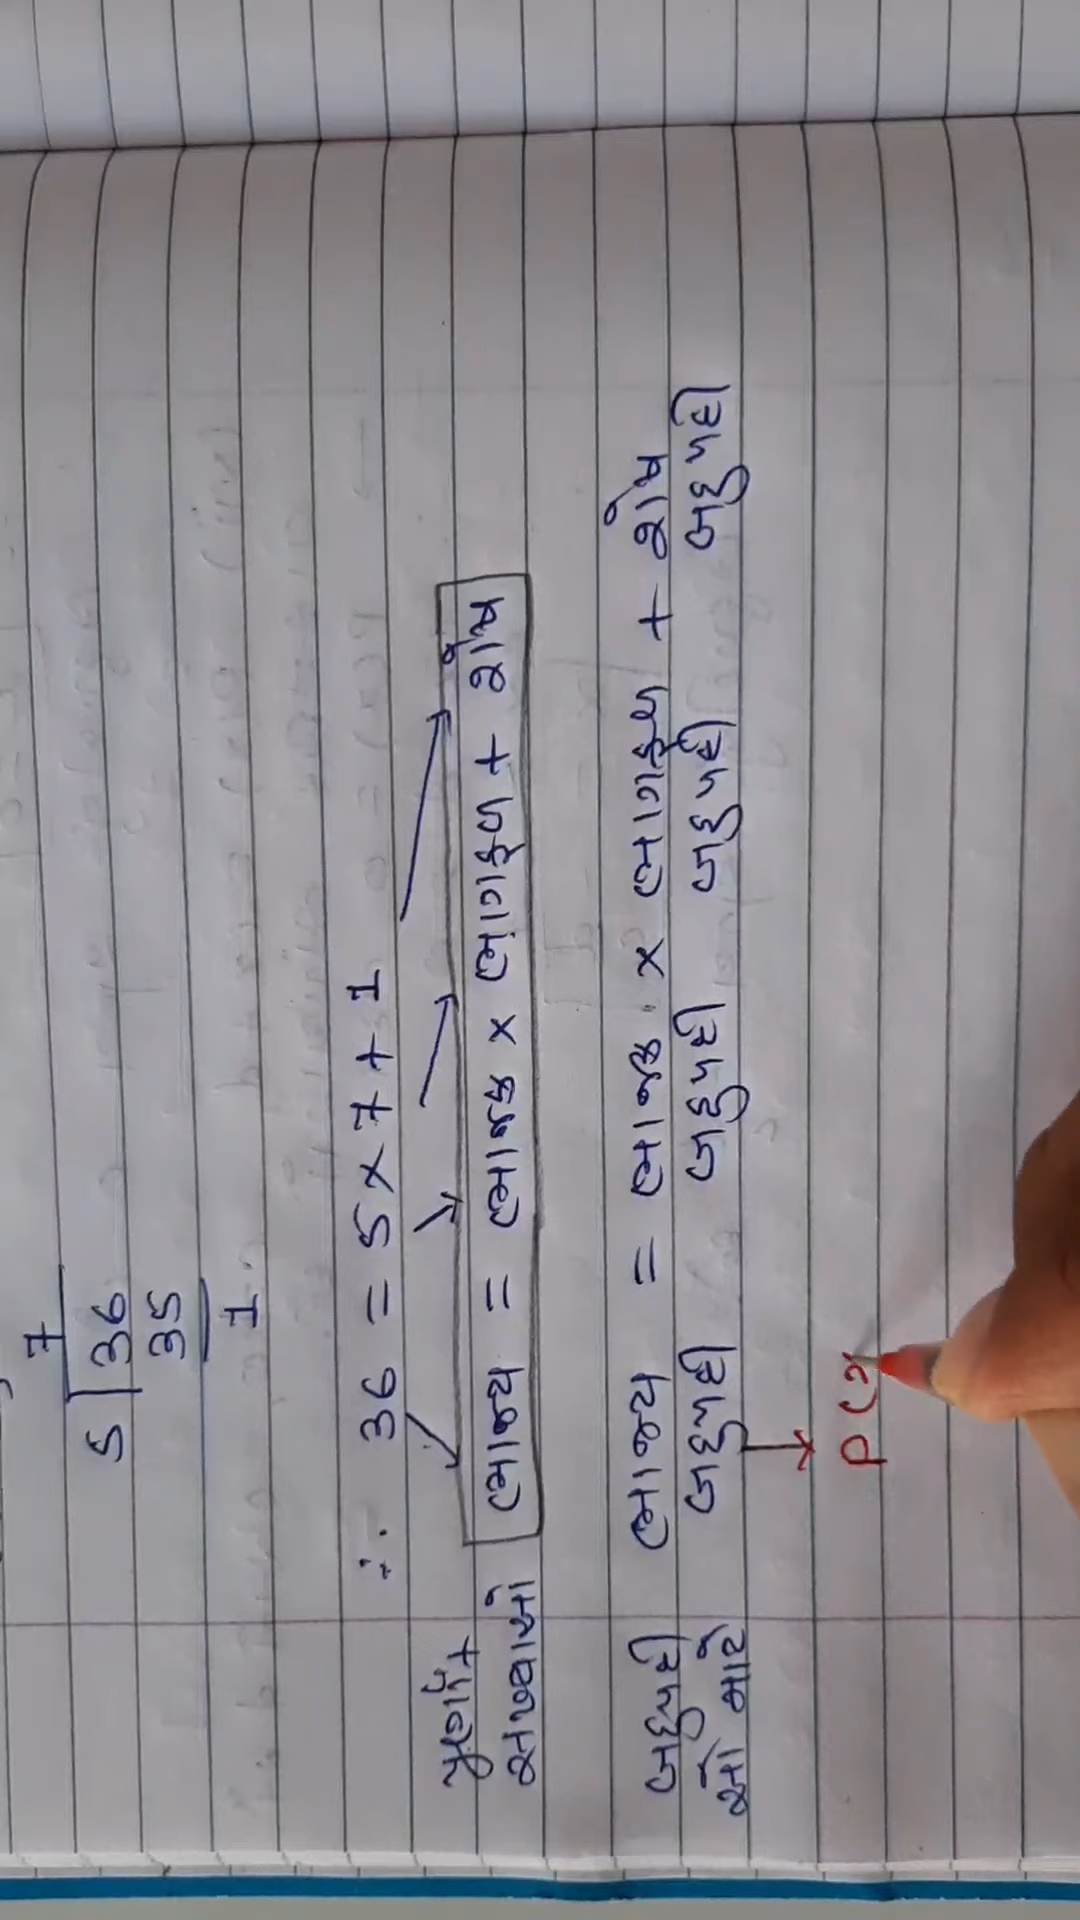 7
5 | 36
35
1
∴ 36 = 5 × 7 + 1
પૂર્ણાંક
સંખ્યાઓ ભાજ્ય = ભાજક × ભાગફળ + શેષ
બહુપદી ભાજ્ય = ભાજક × ભાગફળ + શેષ
ઓ માટે બહુપદી બહુપદી બહુપદી બહુપદી
P(x